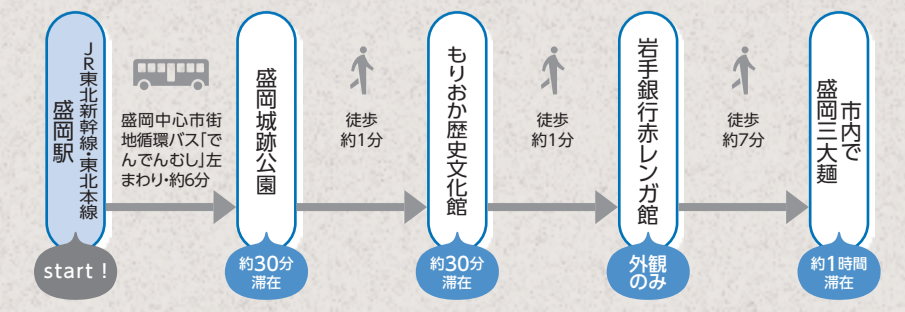 JR東北新幹線・東北本線
盛岡駅
start！
盛岡中心市街
地循環バス｢で
んでんむし｣左
まわり・約6分
盛岡城跡公園
約30分
滞在
徒歩
約1分
もりおか歴史文化館
約30分
滞在
徒歩
約1分
岩手銀行赤レンガ館
外観
のみ
徒歩
約7分
市内で
盛岡三大麺
約1時間
滞在